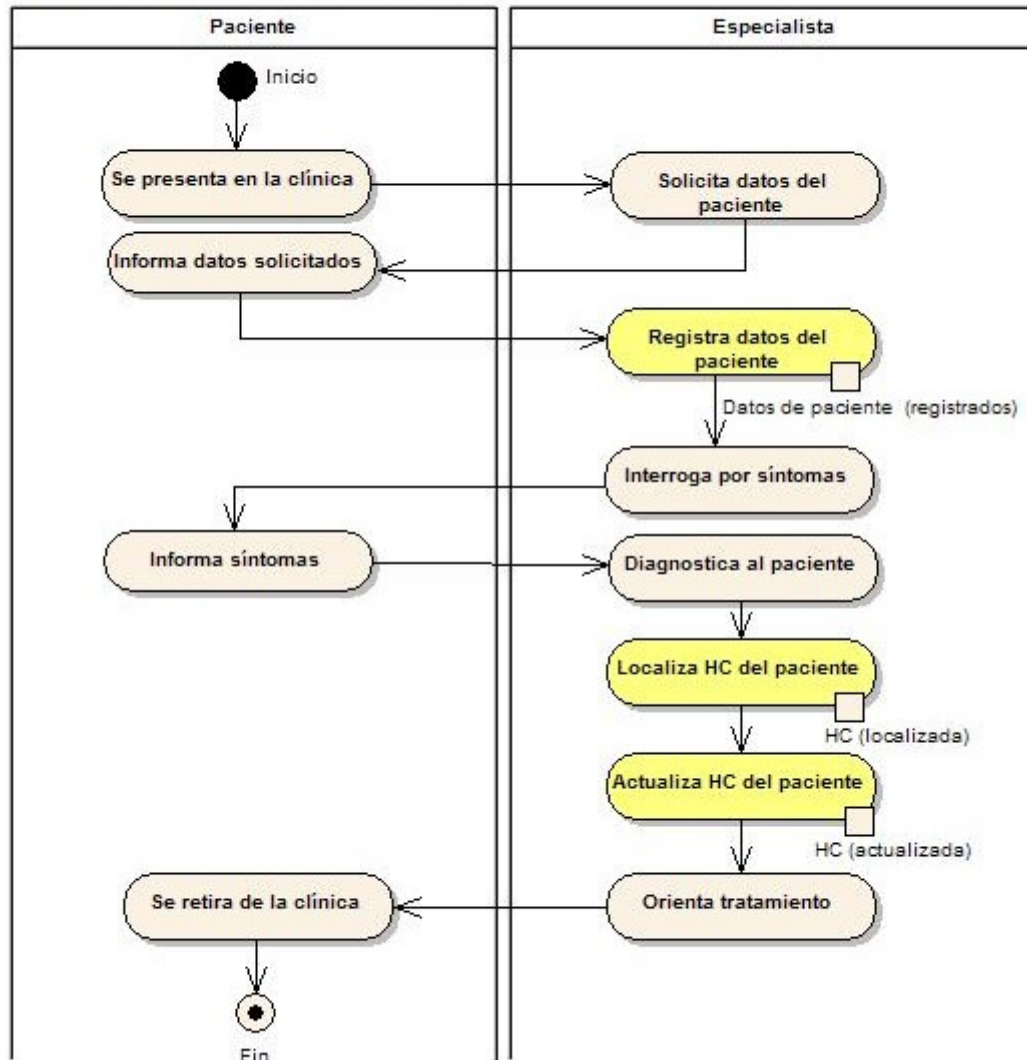 Paciente
Especialista
Inicio
Se presenta en la clínica
Solicita datos del
paciente
Informa datos solicitados
Registra datos del
paciente
Datos de paciente (registrados)
Interroga por síntomas
Informa síntomas
Diagnostica al paciente
Localiza HC del paciente
HC (localizada)
Actualiza HC del paciente
HC (actualizada)
Se retira de la clínica
Orienta tratamiento
Fin